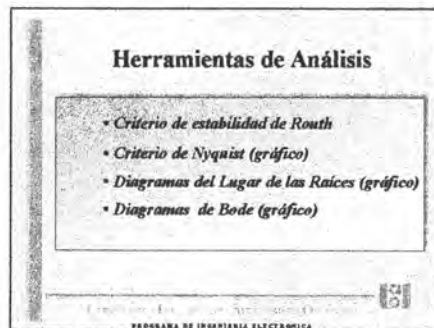 Herramientas de Análisis
• Criterio de estabilidad de Routh
• Criterio de Nyquist (gráfico)
• Diagramas del Lugar de las Raíces (gráfico)
• Diagramas de Bode (gráfico)
PROGRAMA DE INGENIERIA ELECTRONICA